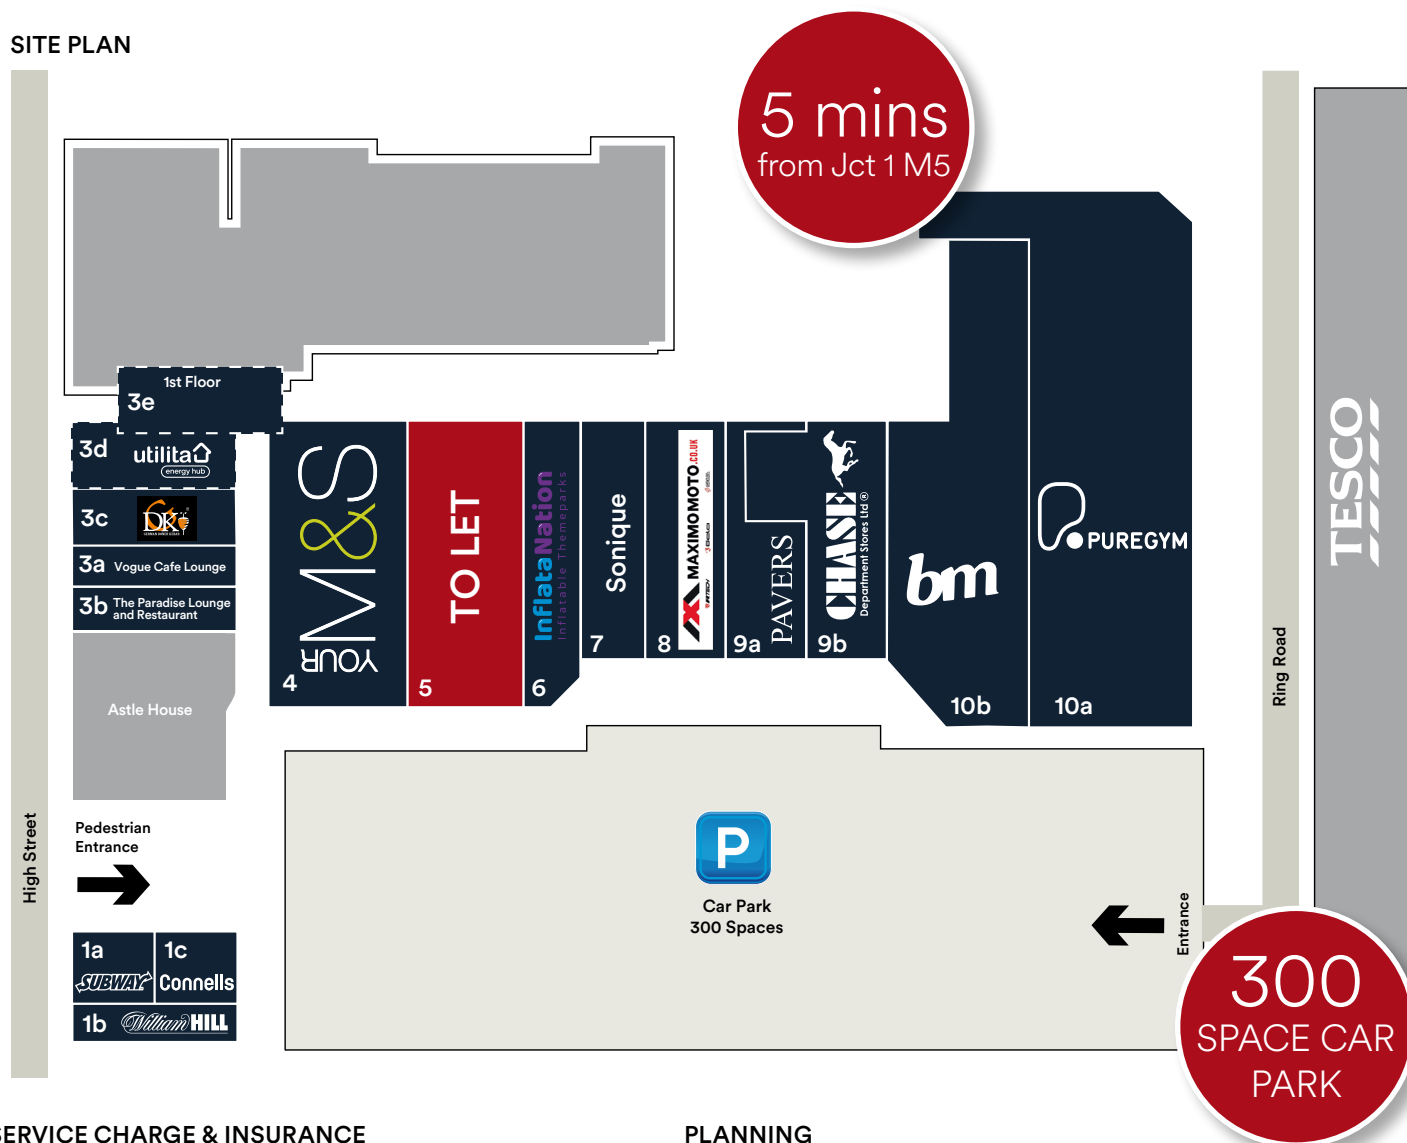 SITE PLAN
5 mins
from Jct 1 M5
1st Floor
3e
3d
utilita
energy hub
3c
GDK
GERMAN DONER KEBAB
3a Vogue Cafe Lounge
3b The Paradise Lounge
and Restaurant
Astle House
High Street
Pedestrian
Entrance
1a
SUBWAY
1c
Connells
1b William HILL
YOUR M&S
4
TO LET
5
InflataNation
Inflatable Themeparks
6
Sonique
7
MAXIMOMOTO.CO.UK
8
PAVERS
9a
CHASE
Department Stores Ltd®
9b
bm
10b
PUREGYM
10a
TESCO
Ring Road
P
Car Park
300 Spaces
Entrance
300
SPACE CAR
PARK
SERVICE CHARGE & INSURANCE
PLANNING